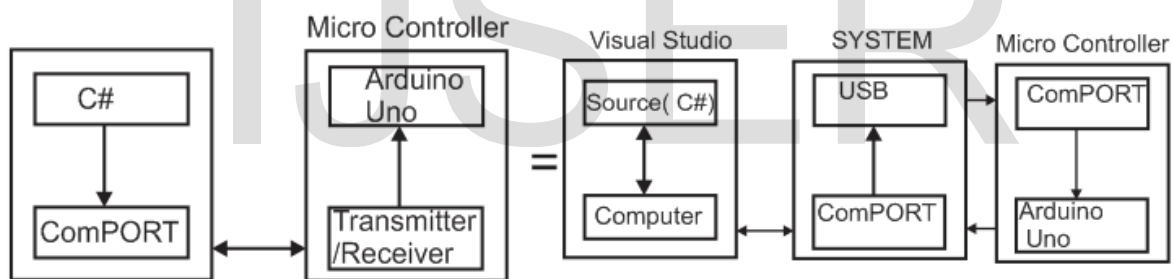 IJSER
Micro Controller
C#
ComPORT
Arduino
Uno
Transmitter
/Receiver
=
Visual Studio
Source( C#)
Computer
SYSTEM
USB
ComPORT
Micro Controller
ComPORT
Arduino
Uno